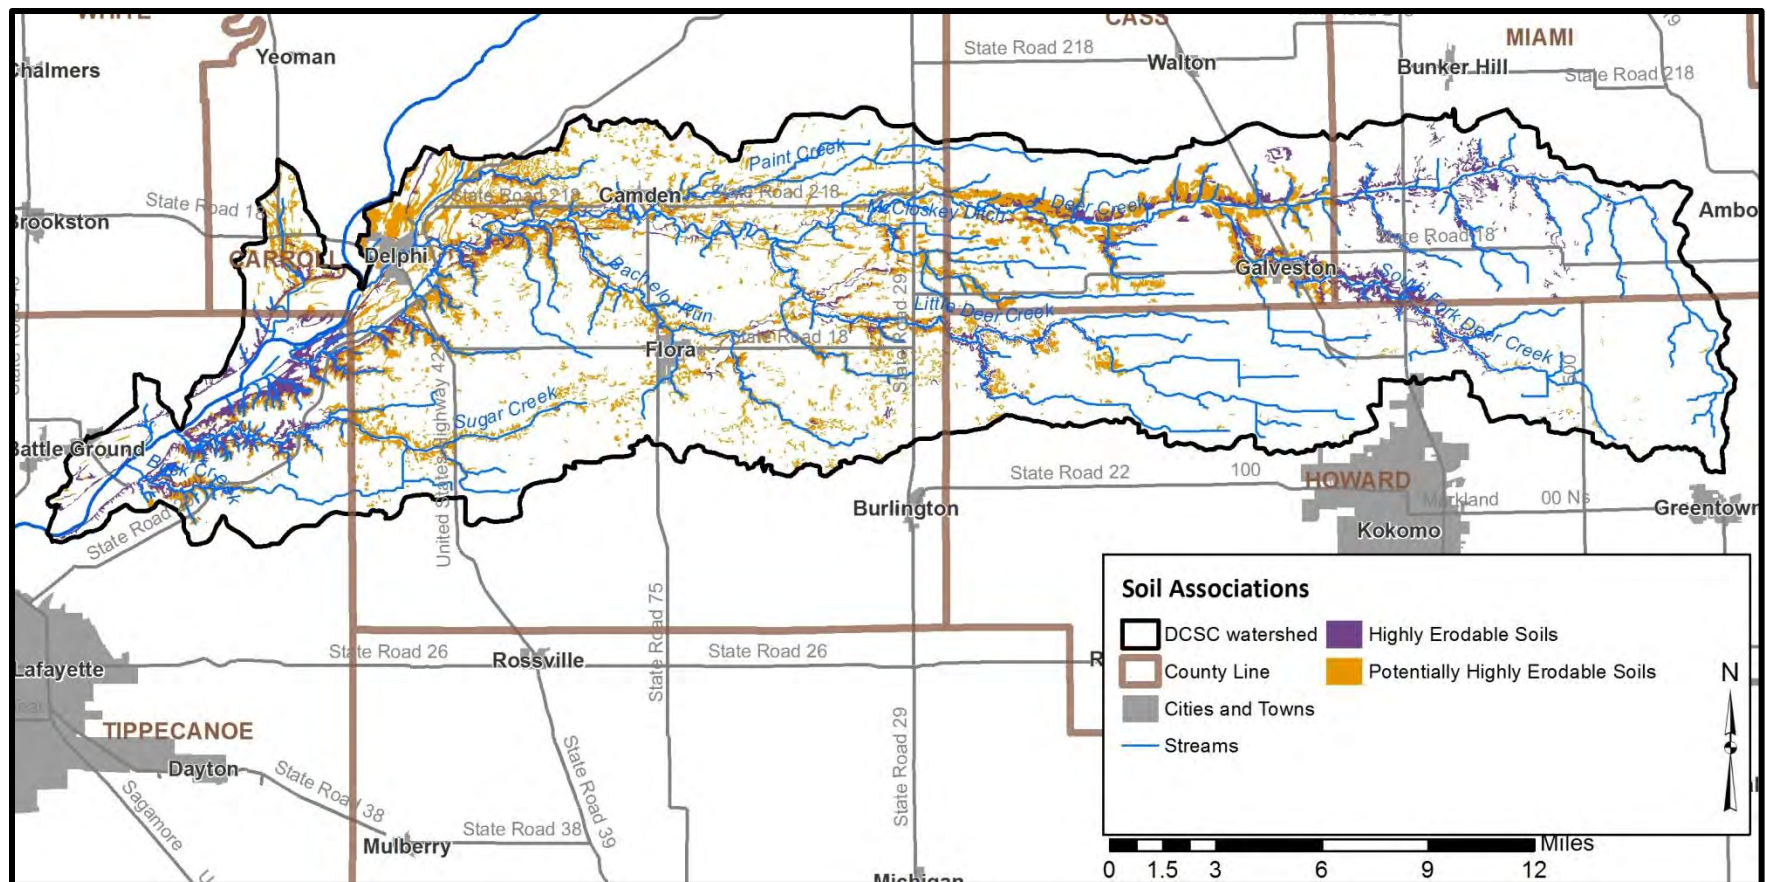 WHITE
CASS
Yeoman
State Road 218
Walton
MIAMI
Chalmers
Bunker Hill
State Road 218
Paint Creek
State Road 218
Camden
State Road 218
State Road 18
McCloskey Ditch
Deer Creek
Ambo
Brookston
CARROLL
Delphi
State Road 18
Galveston
Bachelor Run
South Fork Deer Creek
Little Deer Creek
State Road 29
State Road 18
Flora
United States Highway 42
Sugar Creek
500
Battle Ground
Buck Creek
State Road 22
100
HOWARD
Markland
00 Ns
Burlington
Greentown
Kokomo
State Road
Soil Associations
DCSC watershed
Highly Erodable Soils
County Line
Potentially Highly Erodable Soils
Cities and Towns
Streams
N
State Road 75
State Road 26
Rossville
State Road 26
R
Lafayette
TIPPECANOE
Dayton
State Road 38
State Road 39
State Road 29
Sagamore
State Road 38
Mulberry
Michigan
Miles
0 1.5 3 6 9 12